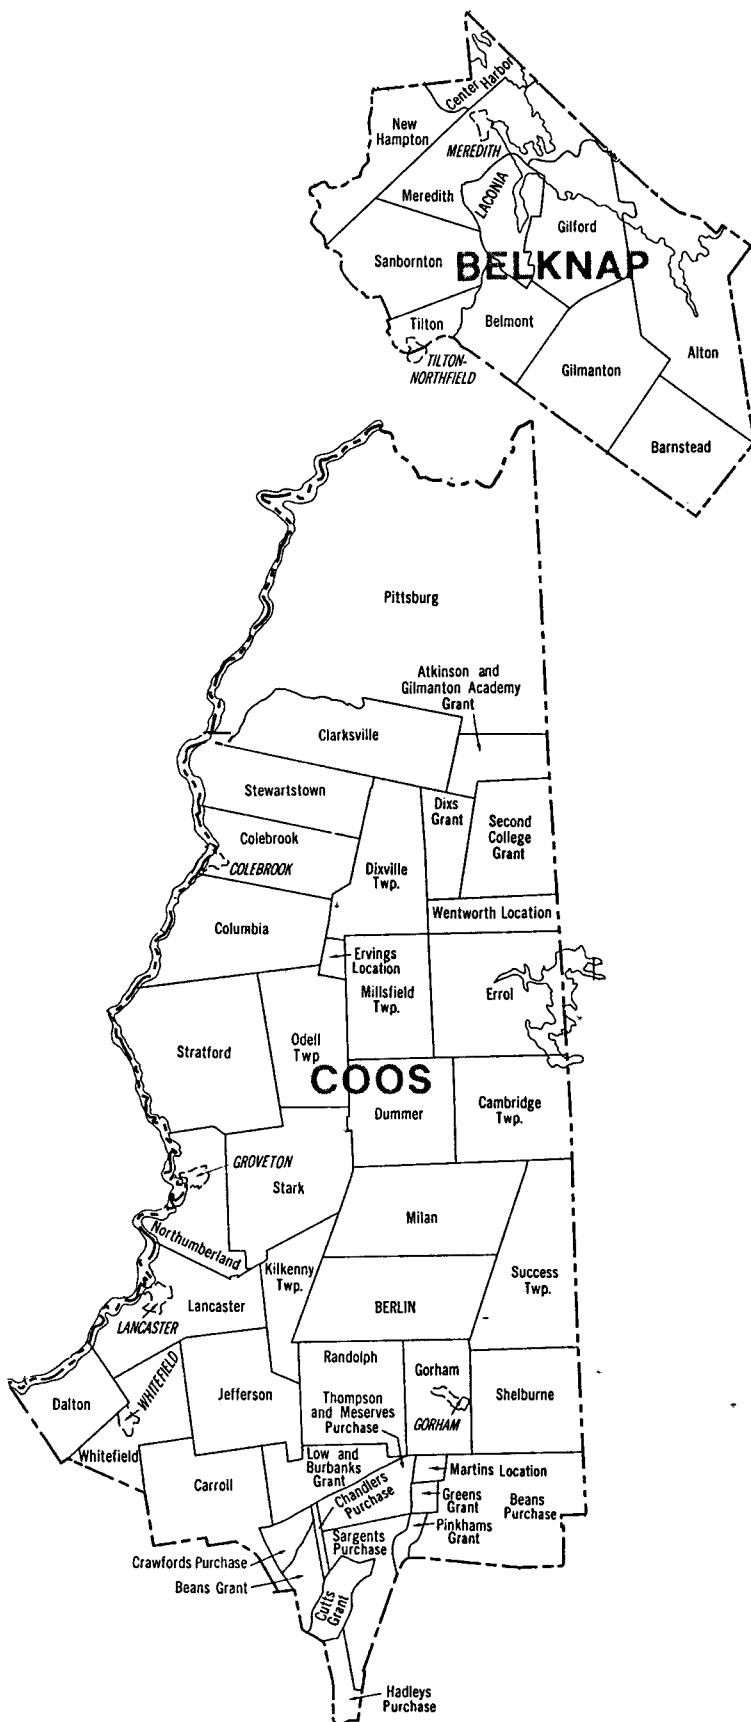 Center Harbor
New
Hampton
MEREDITH
Meredith
LACONIA
Gilford
Sanbornton
BELKNAP
Tilton
Belmont
TILTON-
NORTHFIELD
Alton
Gilmanton
Barnstead
Pittsburg
Atkinson and
Gilmanton Academy
Grant
Clarksville
Stewartstown
Dixs
Grant
Second
College
Grant
Colebrook
COLEBROOK
Dixville
Twp.
Wentworth Location
Columbia
Ervings
Location
Millsfield
Twp.
Errol
Stratford
Odell
Twp
COOS
Dummer
Cambridge
Twp.
GROVETON
Stark
Milan
Northumberland
Kilkenny
Twp.
Success
Twp.
Lancaster
LANCASTER
BERLIN
Randolph
Gorham
WHITEFIELD
Dalton
Jefferson
Shelburne
Thompson
and Meserves
Purchase
GORHAM
Whitefield
Carroll
Low and
Burbanks
Grant
Chandlers
Purchase
Martins Location
Greens
Grant
Beans
Purchase
Pinkhams
Grant
Sargents
Purchase
Crawfords Purchase
Beans Grant
Cutts
Grant
Hadleys
Purchase